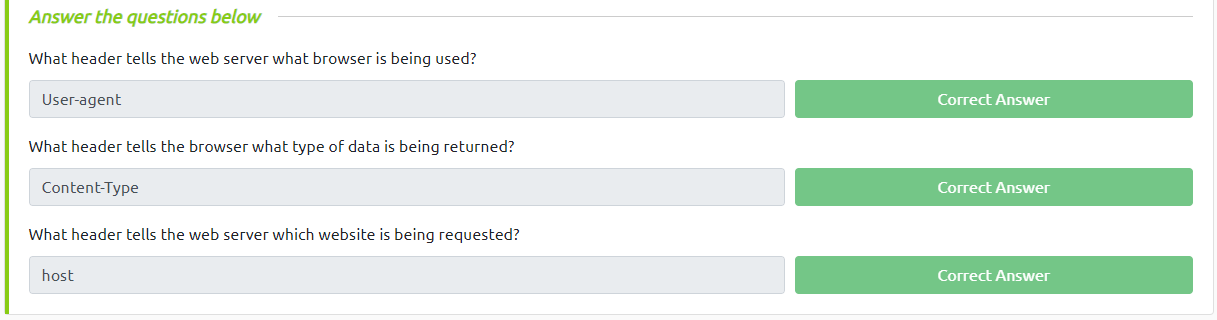 Answer the questions below
What header tells the web server what browser is being used?
User-agent
Correct Answer
What header tells the browser what type of data is being returned?
Content-Type
Correct Answer
What header tells the web server which website is being requested?
host
Correct Answer